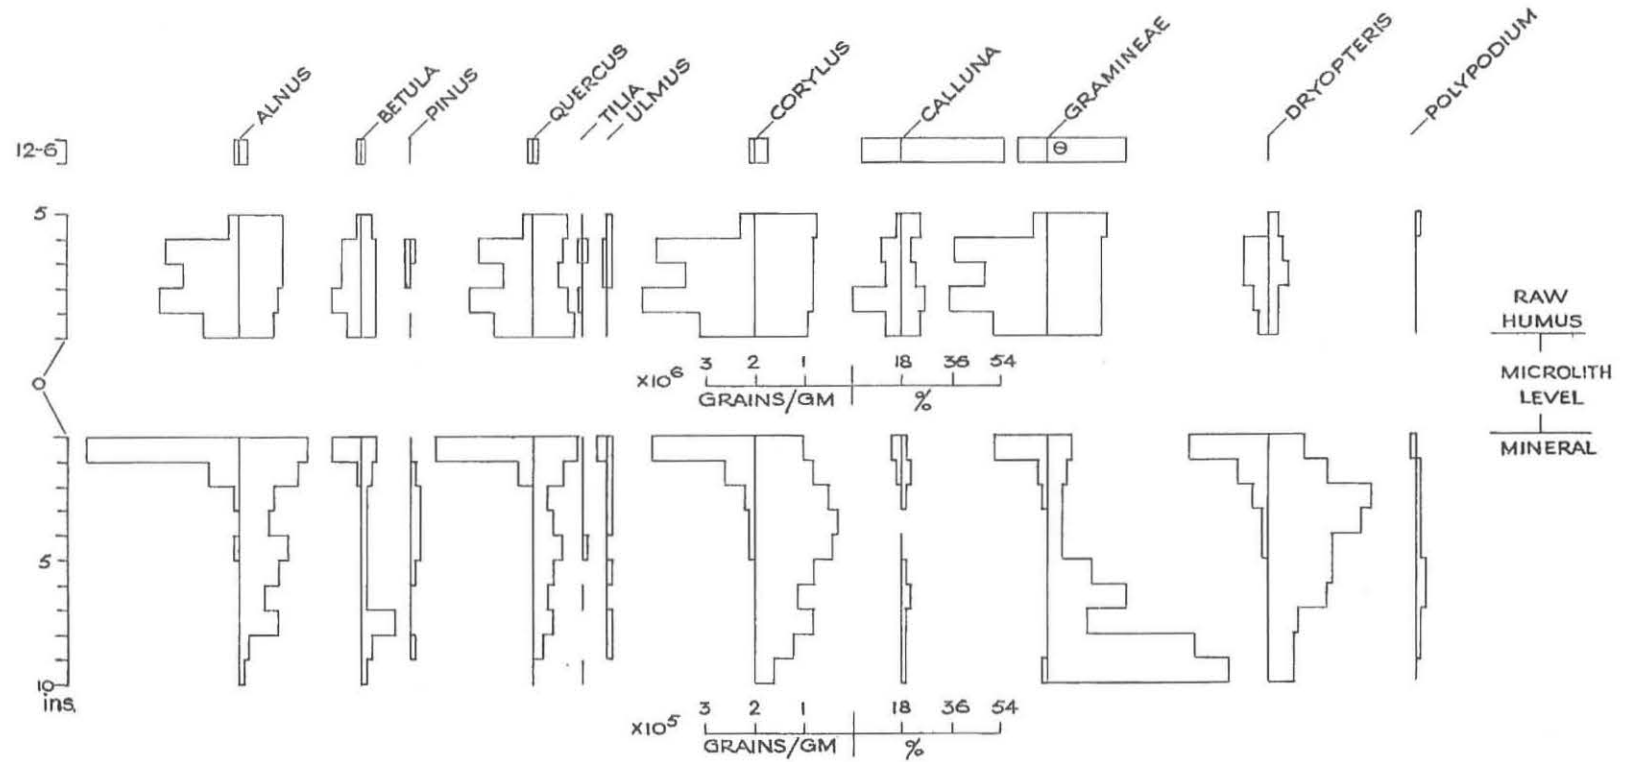 ALNUS
BETULA
PINUS
QUERCUS
TILIA
ULMUS
CORYLUS
CALLUNA
GRAMINEAE
DRYOPTERIS
POLYPODIUM
12-6
5
RAW
HUMUS
MICROLITH
LEVEL
MINERAL
×10⁶ 3 2 1 18 36 54
GRAINS/GM %
0
5
10
ins.
×10⁵ 3 2 1 18 36 54
GRAINS/GM %